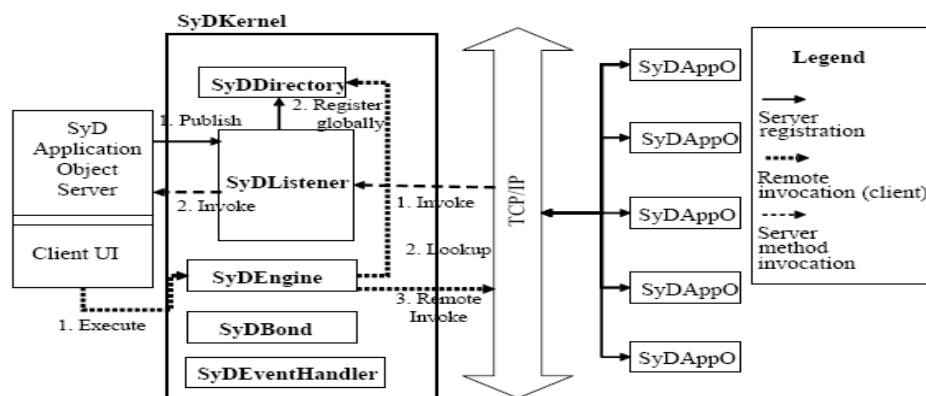 SyDKernel
SyDDirectory
2. Register
globally
1. Publish
SyD
Application
Object
Server
SyDListener
2. Invoke
1. Invoke
Client UI
2. Lookup
SyDEngine
3. Remote
Invoke
1. Execute
SyDBond
SyDEventHandler
TCP/IP
SyDAppO
SyDAppO
SyDAppO
SyDAppO
SyDAppO
Legend
Server
registration
Remote
invocation (client)
Server
method
invocation